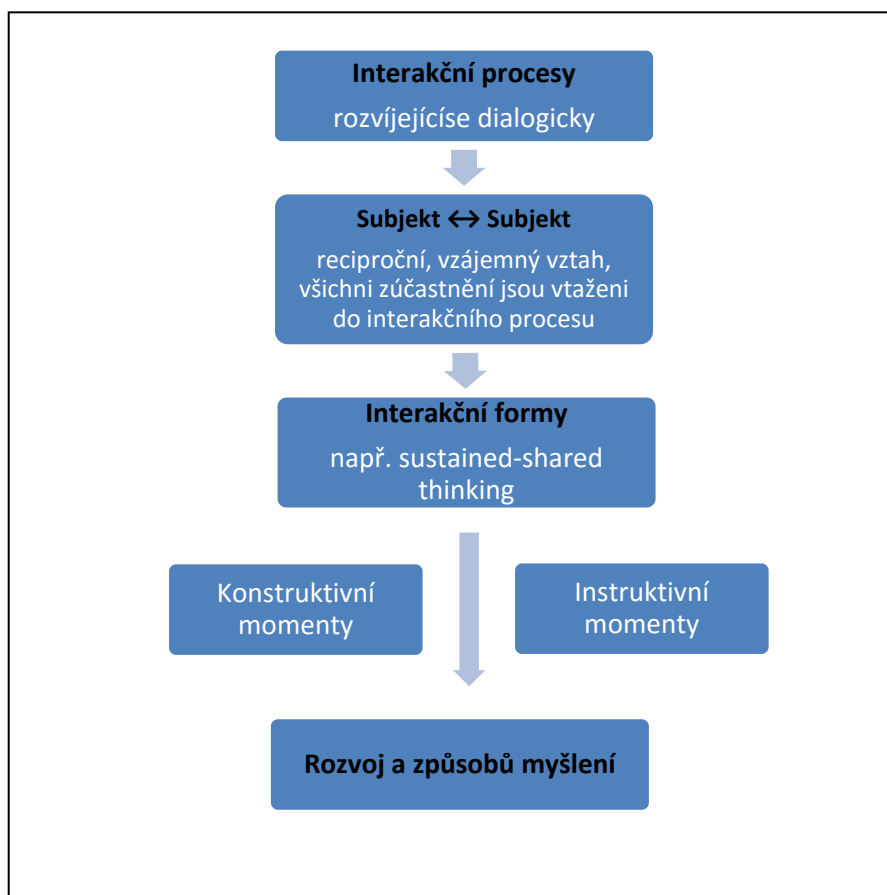 Interakční procesy
rozvíjejícíse dialogicky
Subjekt ↔ Subjekt
reciproční, vzájemný vztah,
všichni zúčastnění jsou vtaženi
do interakčního procesu
Interakční formy
např. sustained-shared
thinking
Konstruktivní
momenty
Instruktivní
momenty
Rozvoj a způsobů myšlení